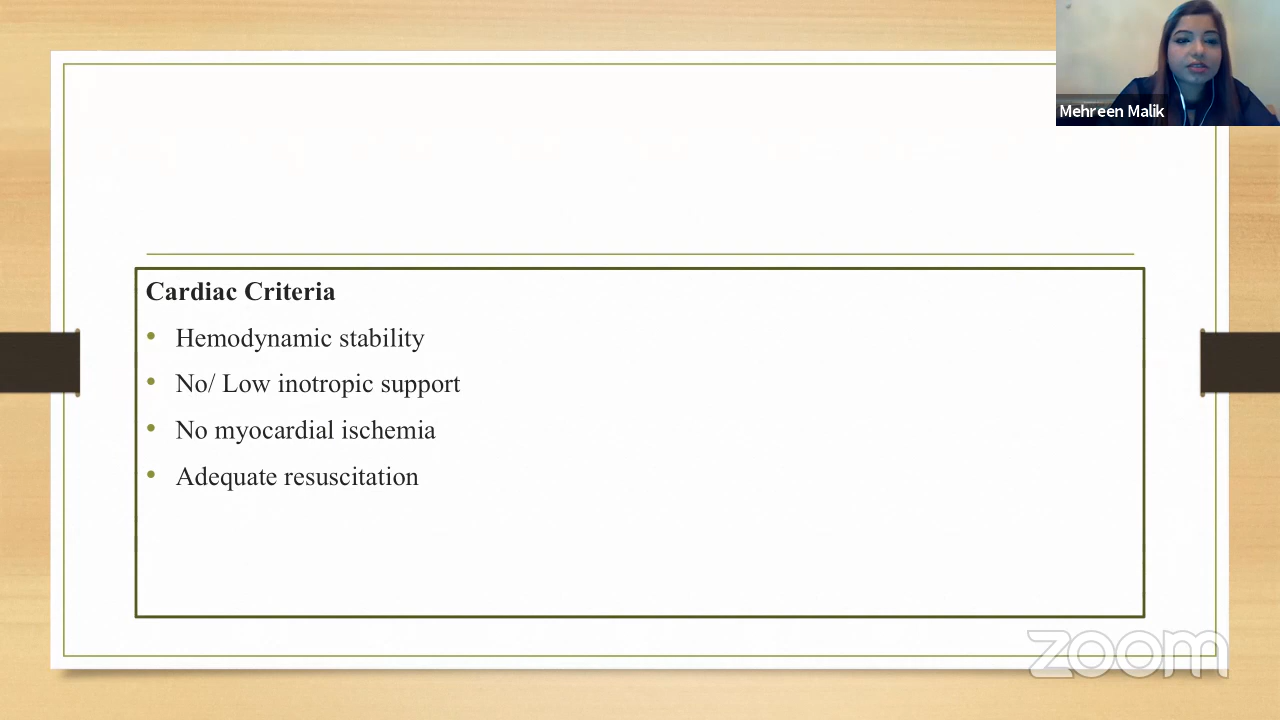 Mehreen Malik
Cardiac Criteria
• Hemodynamic stability
• No/ Low inotropic support
• No myocardial ischemia
• Adequate resuscitation
zoom